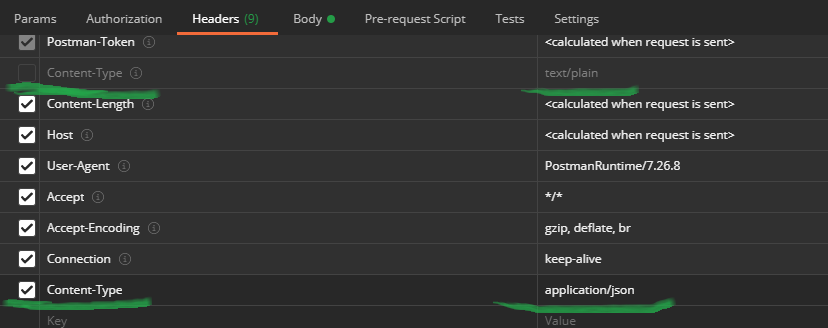 Params Authorization Headers (9) Body Pre-request Script Tests Settings
Postman-Token <calculated when request is sent>
Content-Type text/plain
Content-Length <calculated when request is sent>
Host <calculated when request is sent>
User-Agent PostmanRuntime/7.26.8
Accept */*
Accept-Encoding gzip, deflate, br
Connection keep-alive
Content-Type application/json
Key Value